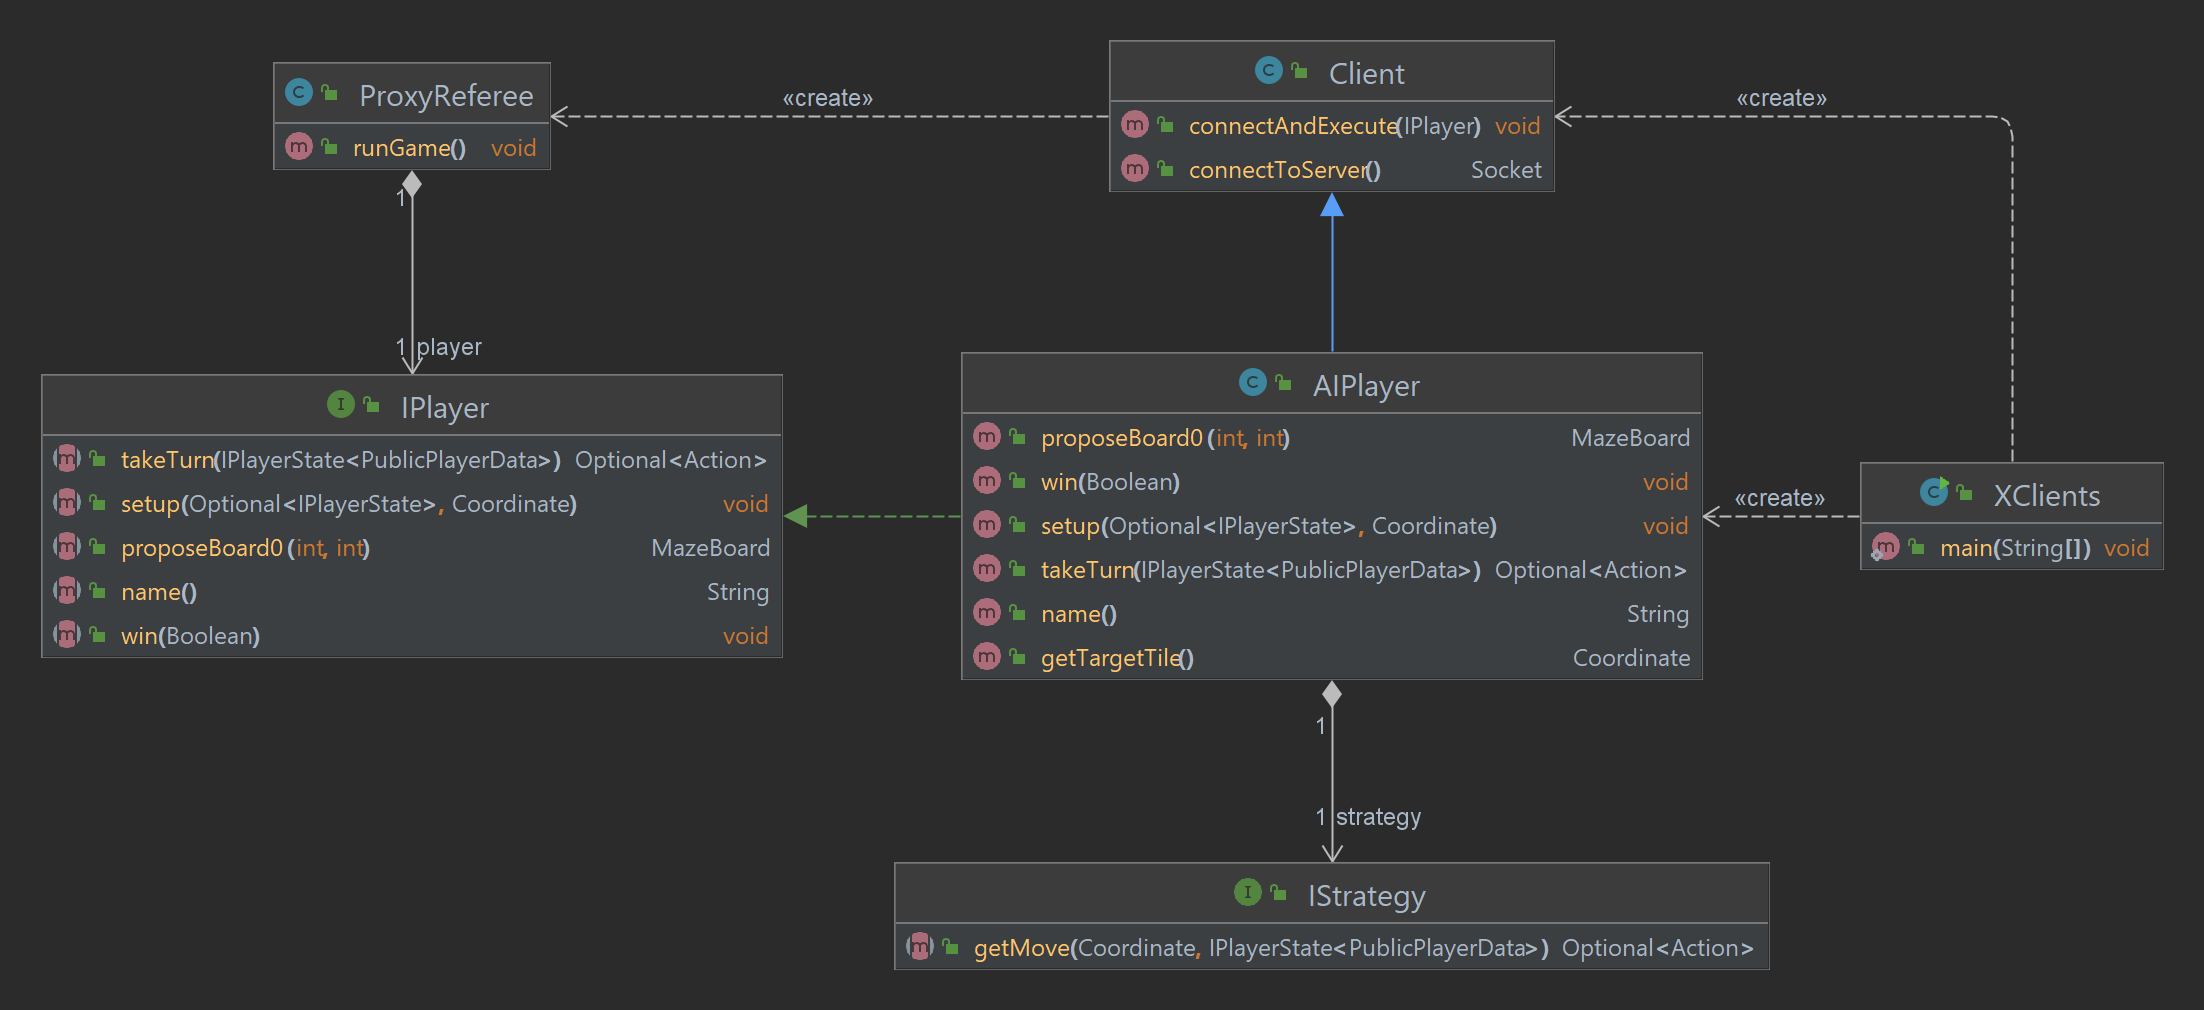 ProxyReferee
runGame() void
«create»
Client
connectAndExecute(IPlayer) void
connectToServer() Socket
«create»
1
1 player
IPlayer
takeTurn(IPlayerState<PublicPlayerData>) Optional<Action>
setup(Optional<IPlayerState>, Coordinate) void
proposeBoard0(int, int) MazeBoard
name() String
win(Boolean) void
AIPlayer
proposeBoard0(int, int) MazeBoard
win(Boolean) void
setup(Optional<IPlayerState>, Coordinate) void
takeTurn(IPlayerState<PublicPlayerData>) Optional<Action>
name() String
getTargetTile() Coordinate
«create»
XClients
main(String[]) void
1
1 strategy
IStrategy
getMove(Coordinate, IPlayerState<PublicPlayerData>) Optional<Action>